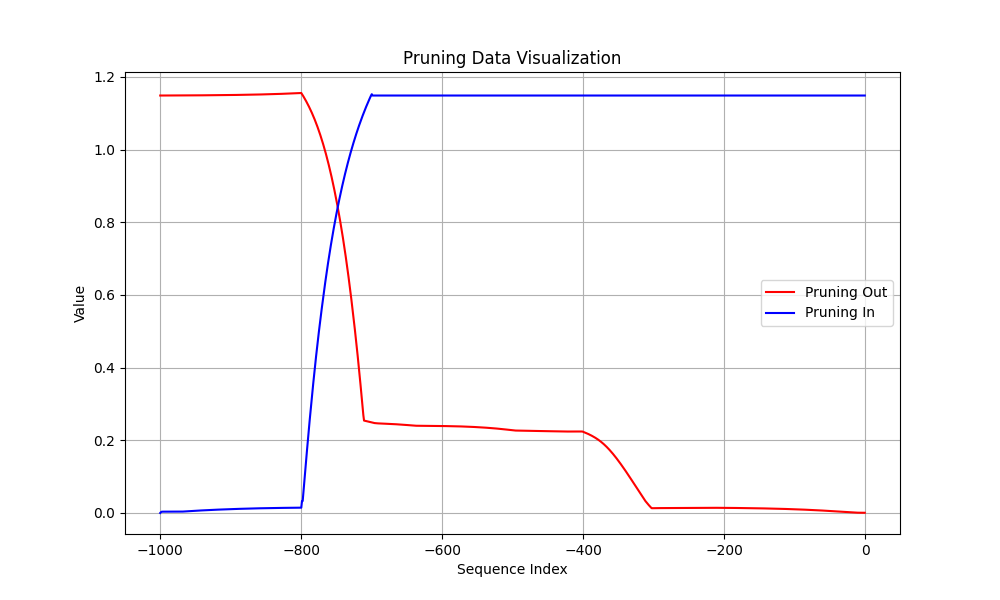 Pruning Data Visualization
1.2
1.0
0.8
0.6
0.4
0.2
0.0
Value
Pruning Out
Pruning In
−1000 −800 −600 −400 −200 0
Sequence Index